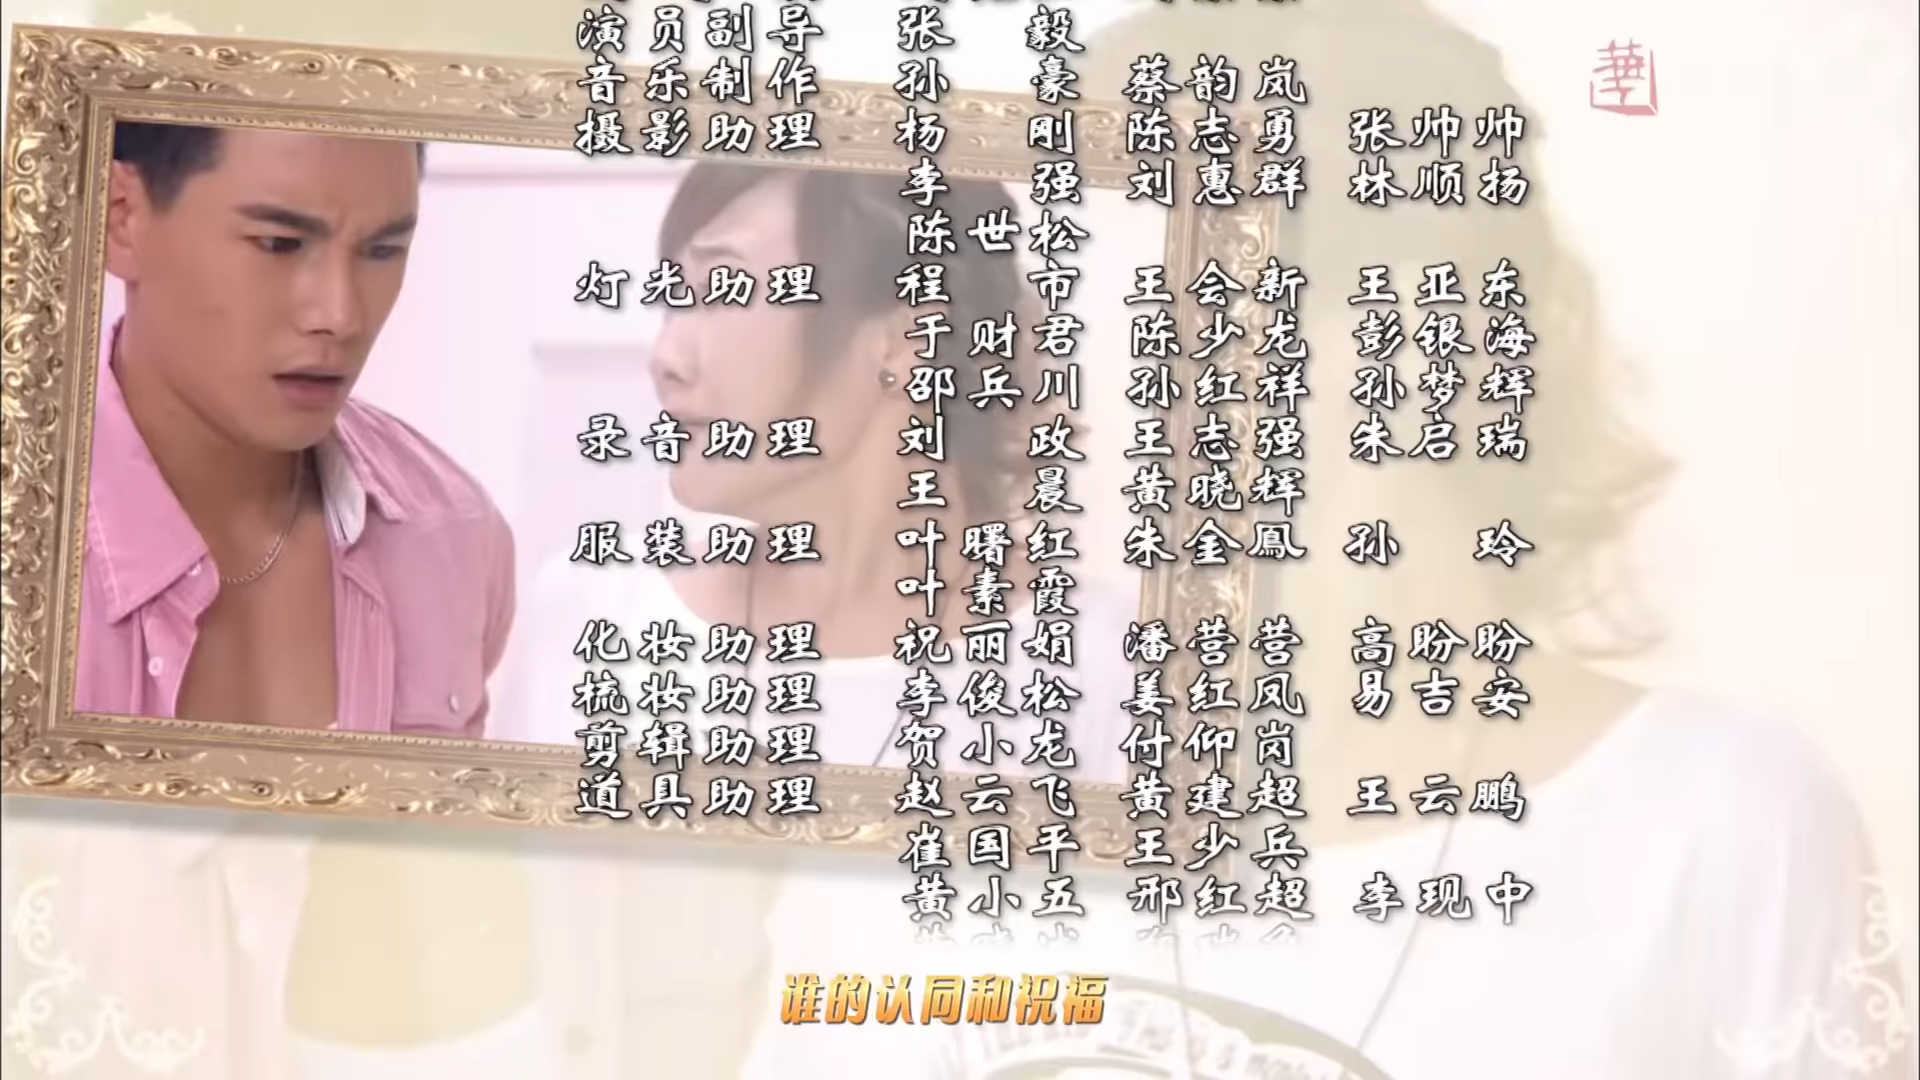 演员副导 张毅
華
音乐制作 孙豪 蔡韵岚
摄影助理 杨刚 陈志勇 张帅帅
李强 刘惠群 林顺扬
陈世松
灯光助理 程市 王会新 王亚东
于财君 陈少龙 彭银海
邵兵川 孙红祥 孙梦辉
录音助理 刘政 王志强 朱启瑞
王晨 黄晓辉
服装助理 叶曙红 朱金鳳 孙玲
叶素霞
化妆助理 祝丽娟 潘营营 高盼盼
梳妆助理 李俊松 姜红凤 易吉安
剪辑助理 贺小龙 付仰岗
道具助理 赵云飞 黄建超 王云鹏
崔国平 王少兵
黄小五 邢红超 李现中
谁的认同和祝福